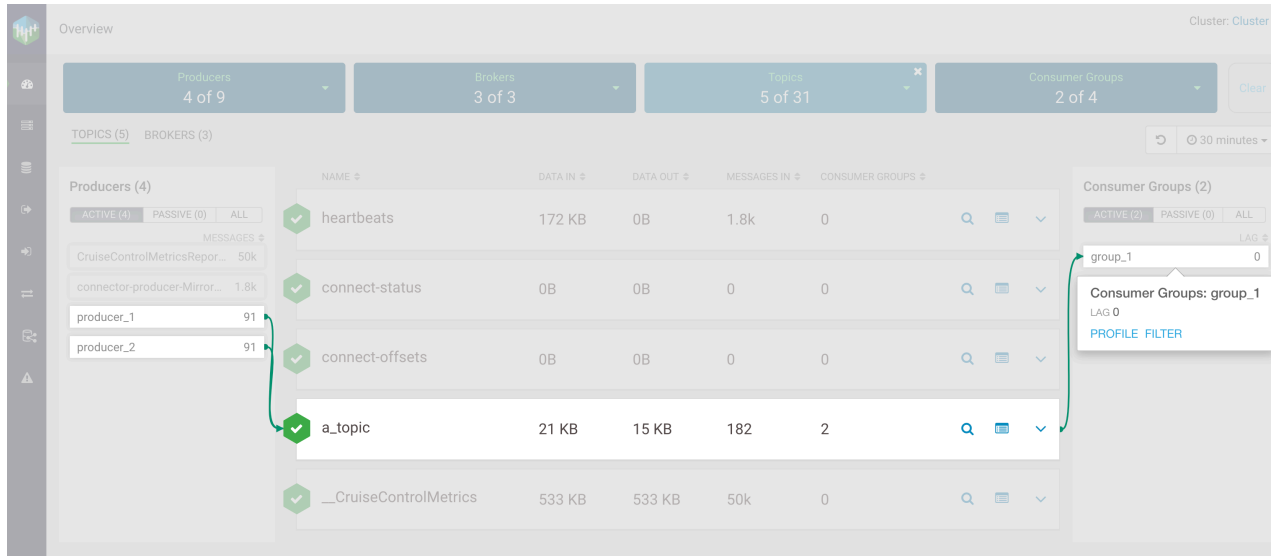 Overview
Cluster: Cluster
Producers
4 of 9
Brokers
3 of 3
Topics
5 of 31
Consumer Groups
2 of 4
Clear
TOPICS (5) BROKERS (3)
30 minutes
Producers (4)
ACTIVE (4) PASSIVE (0) ALL
MESSAGES
CruiseControlMetricsRepor... 50k
connector-producer-Mirror... 1.8k
producer_1 91
producer_2 91
NAME DATA IN DATA OUT MESSAGES IN CONSUMER GROUPS
heartbeats 172 KB 0B 1.8k 0
connect-status 0B 0B 0 0
connect-offsets 0B 0B 0 0
a_topic 21 KB 15 KB 182 2
__CruiseControlMetrics 533 KB 533 KB 50k 0
Consumer Groups (2)
ACTIVE (2) PASSIVE (0) ALL
LAG
group_1 0
Consumer Groups: group_1
LAG 0
PROFILE FILTER